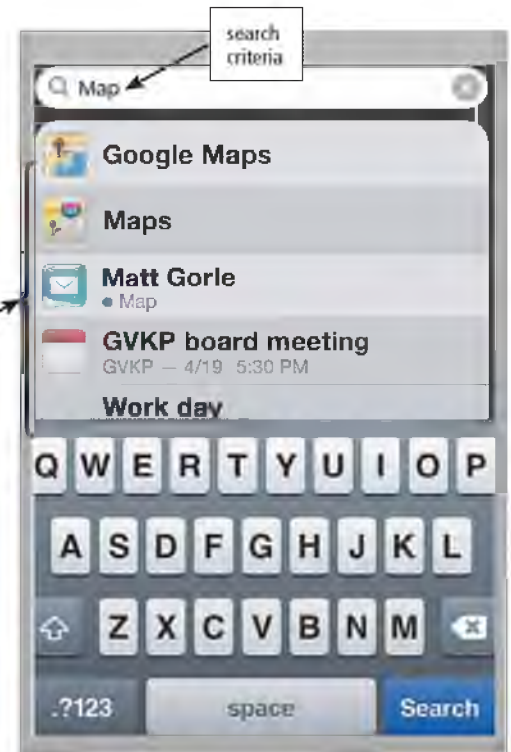 search
criteria
Map
Google Maps
Maps
Matt Gorle
• Map
GVKP board meeting
GVKP — 4/19 5:30 PM
Work day
Q W E R T Y U I O P
A S D F G H J K L
Z X C V B N M
.?123 space Search